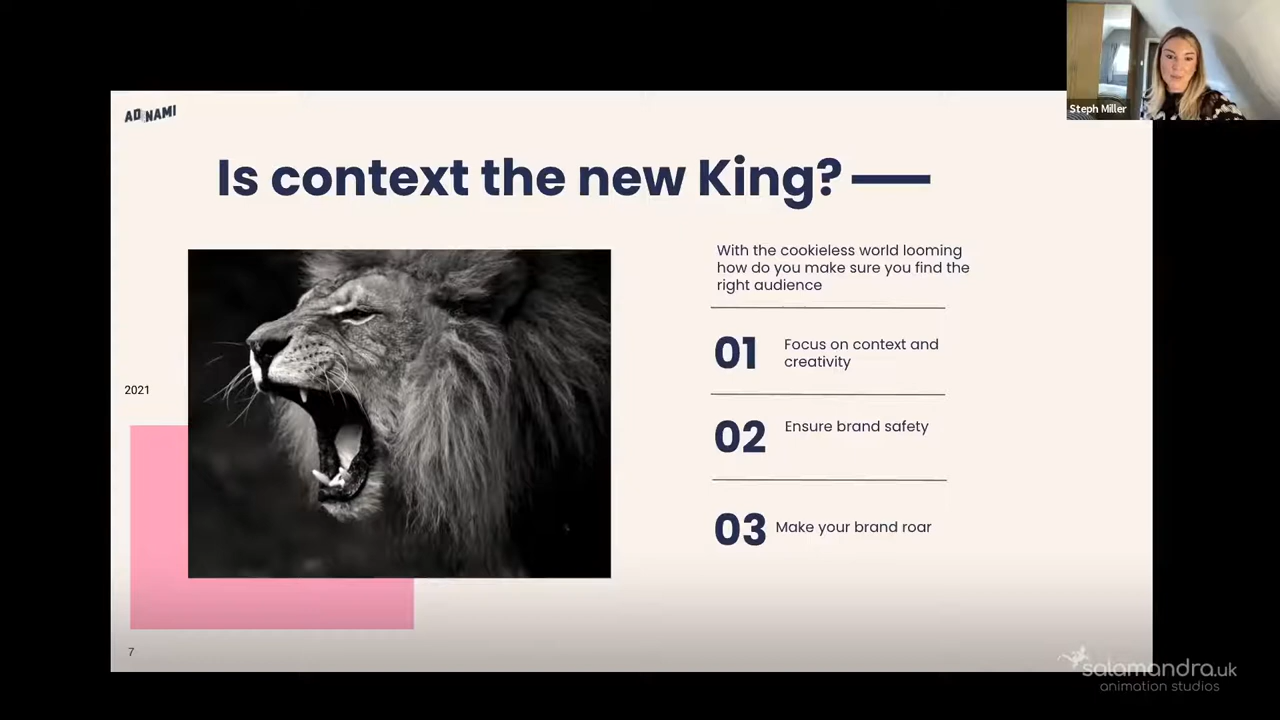 Steph Miller
AD NAMI
Is context the new King?
With the cookieless world looming
how do you make sure you find the
right audience
01 Focus on context and
creativity
02 Ensure brand safety
2021
03 Make your brand roar
7
salamandra.uk
animation studios